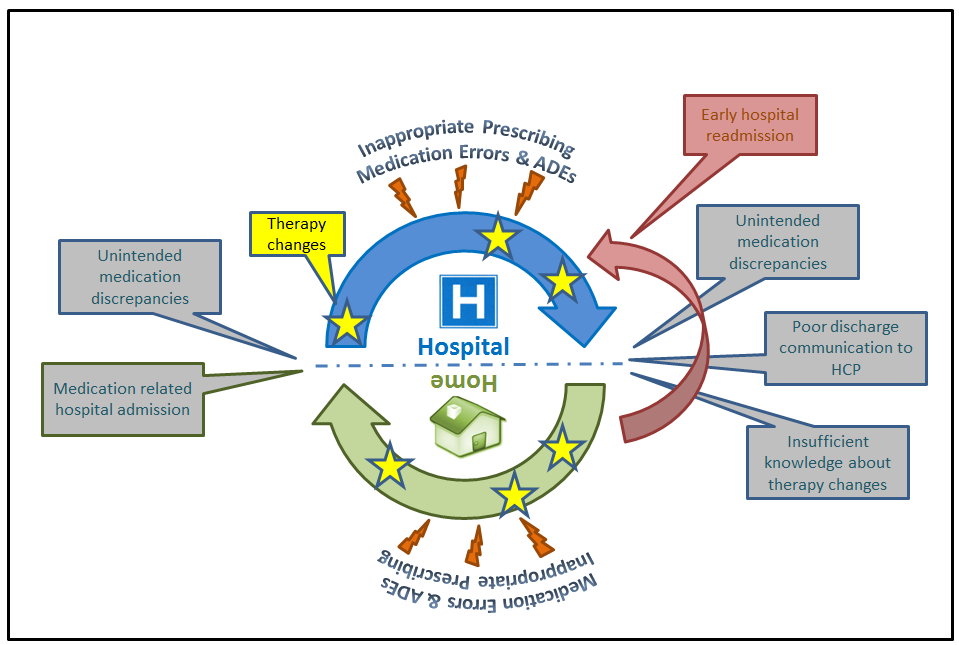 Inappropriate Prescribing
Medication Errors & ADEs
Early hospital
readmission
Therapy
changes
Unintended
medication
discrepancies
Unintended
medication
discrepancies
H
Hospital
Home
Poor discharge
communication to
HCP
Medication related
hospital admission
Insufficient
knowledge about
therapy changes
Inappropriate Prescribing
Medication Errors & ADEs